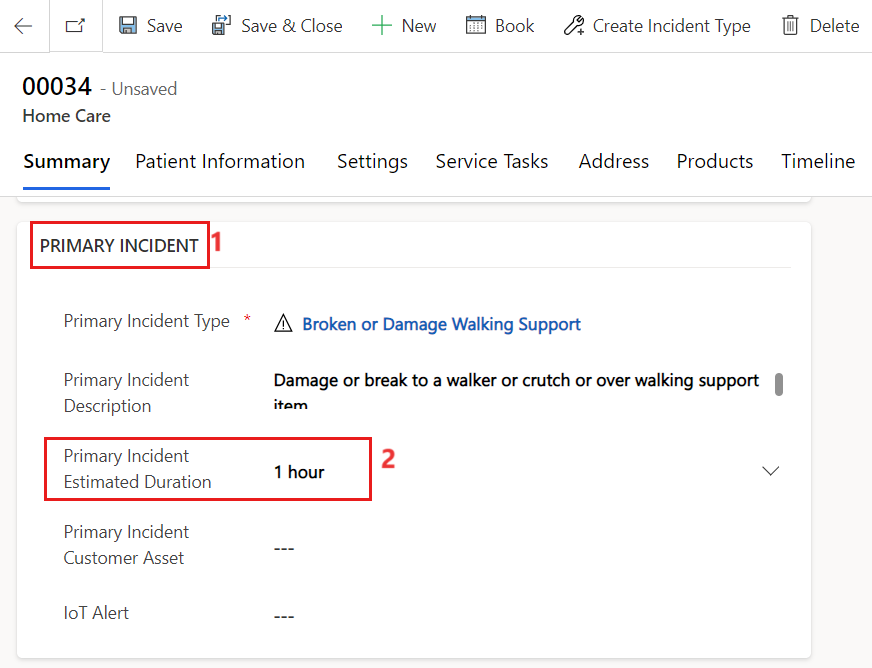 Save Save & Close New Book Create Incident Type Delete
00034 - Unsaved
Home Care
Summary Patient Information Settings Service Tasks Address Products Timeline
PRIMARY INCIDENT 1
Primary Incident Type * Broken or Damage Walking Support
Primary Incident Description Damage or break to a walker or crutch or over walking support
item
Primary Incident
Estimated Duration 1 hour 2
Primary Incident
Customer Asset ---
IoT Alert ---